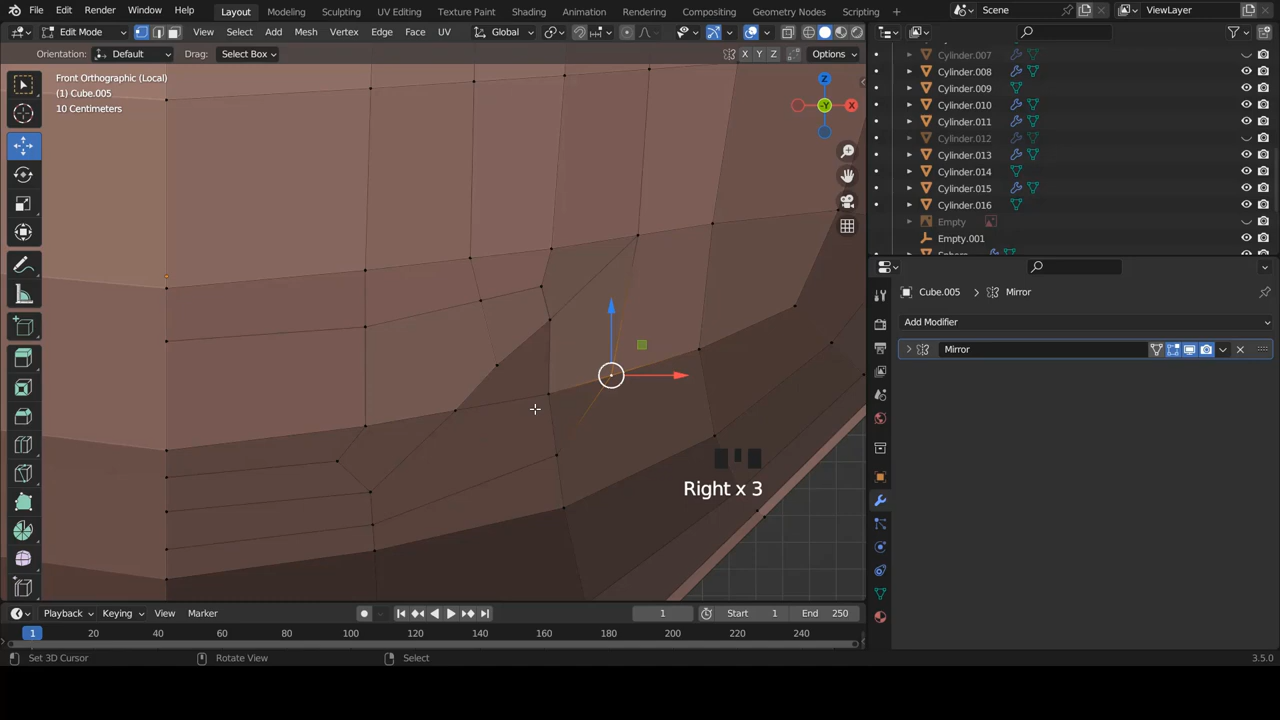 File Edit Render Window Help Layout Modeling Sculpting UV Editing Texture Paint Shading Animation Rendering Compositing Geometry Nodes Scripting Scene ViewLayer
Edit Mode View Select Add Mesh Vertex Edge Face UV Global
Orientation: Default Drag: Select Box X Y Z Options
Front Orthographic (Local)
(1) Cube.005
10 Centimeters
Z
X
-Y
Right x 3
Cylinder.007
Cylinder.008
Cylinder.009
Cylinder.010
Cylinder.011
Cylinder.012
Cylinder.013
Cylinder.014
Cylinder.015
Cylinder.016
Empty
Empty.001
Cube.005 > Mirror
Add Modifier
Mirror
Playback Keying View Marker 1 Start 1 End 250
1 20 40 60 80 100 120 140 160 180 200 220 240
Set 3D Cursor Rotate View Select 3.5.0